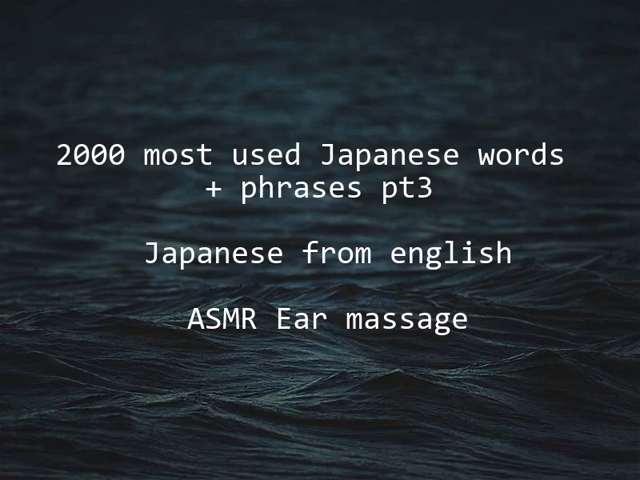 2000 most used Japanese words
+ phrases pt3
Japanese from english
ASMR Ear massage